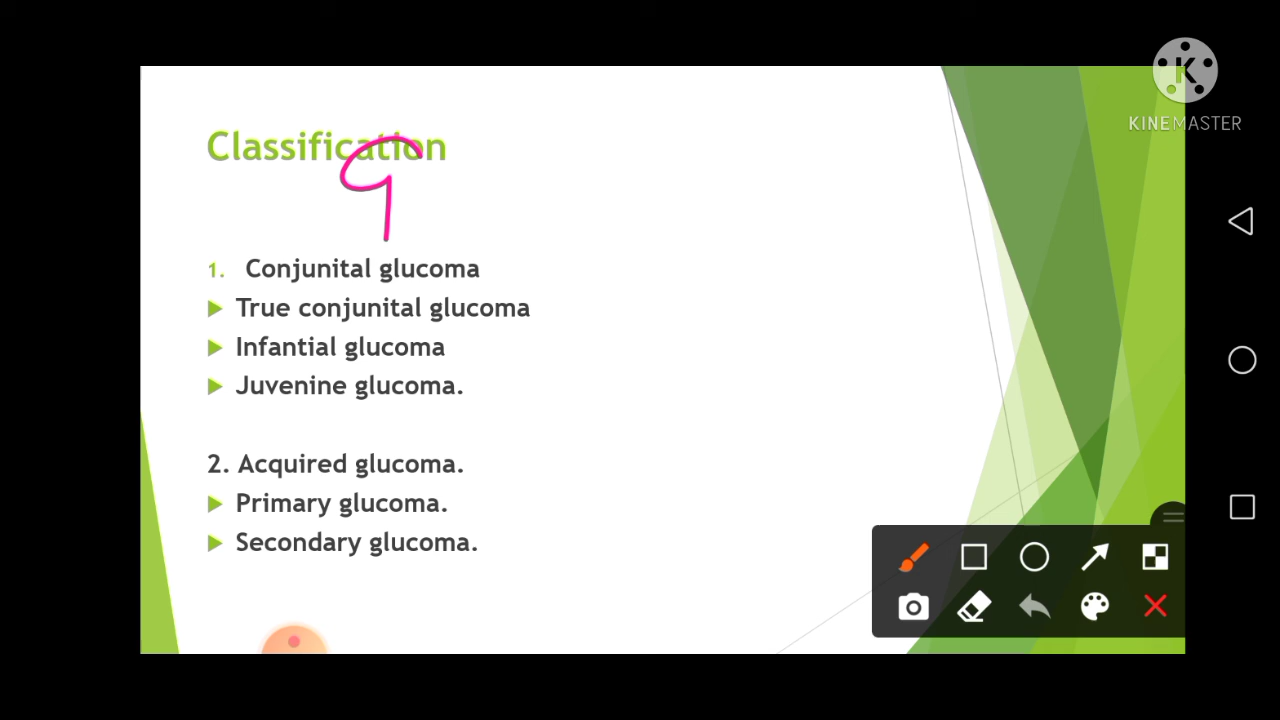 KINEMASTER
Classification
1. Conjunital glucoma
True conjunital glucoma
Infantial glucoma
Juvenine glucoma.
2. Acquired glucoma.
Primary glucoma.
Secondary glucoma.